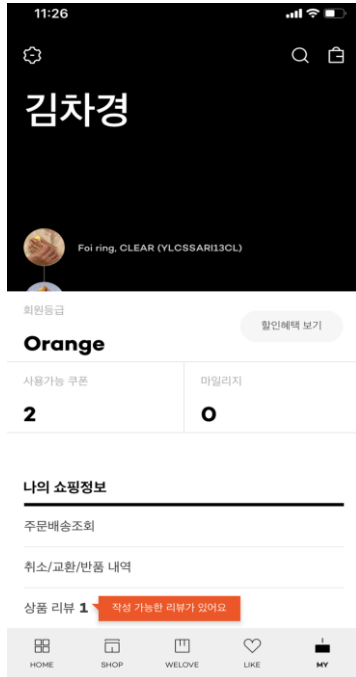 11:26
김차경
Foi ring, CLEAR (YLCSSARI13CL)
회원등급
Orange
할인혜택 보기
사용가능 쿠폰
마일리지
2
0
나의 쇼핑정보
주문배송조회
취소/교환/반품 내역
상품 리뷰 1 작성 가능한 리뷰가 있어요
HOME SHOP WELOVE LIKE MY